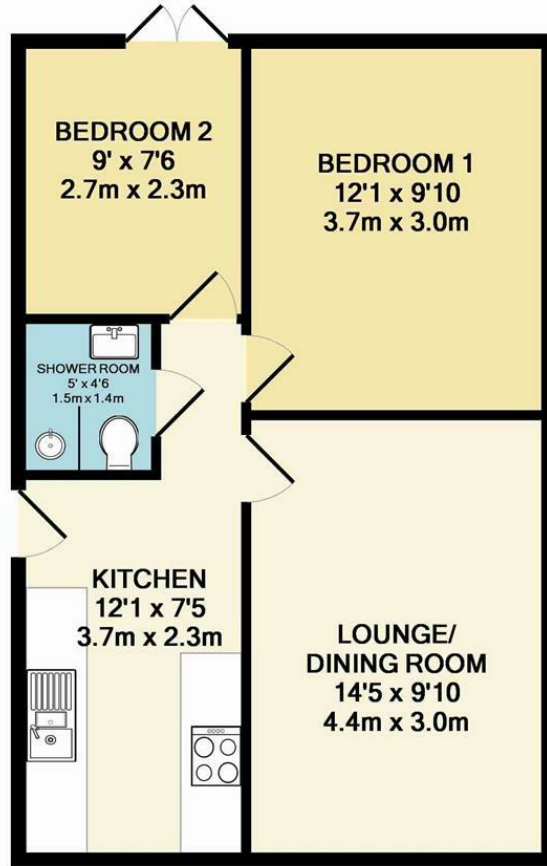 BEDROOM 2
9' x 7'6
2.7m x 2.3m
BEDROOM 1
12'1 x 9'10
3.7m x 3.0m
SHOWER ROOM
5' x 4'6
1.5m x 1.4m
KITCHEN
12'1 x 7'5
3.7m x 2.3m
LOUNGE/
DINING ROOM
14'5 x 9'10
4.4m x 3.0m